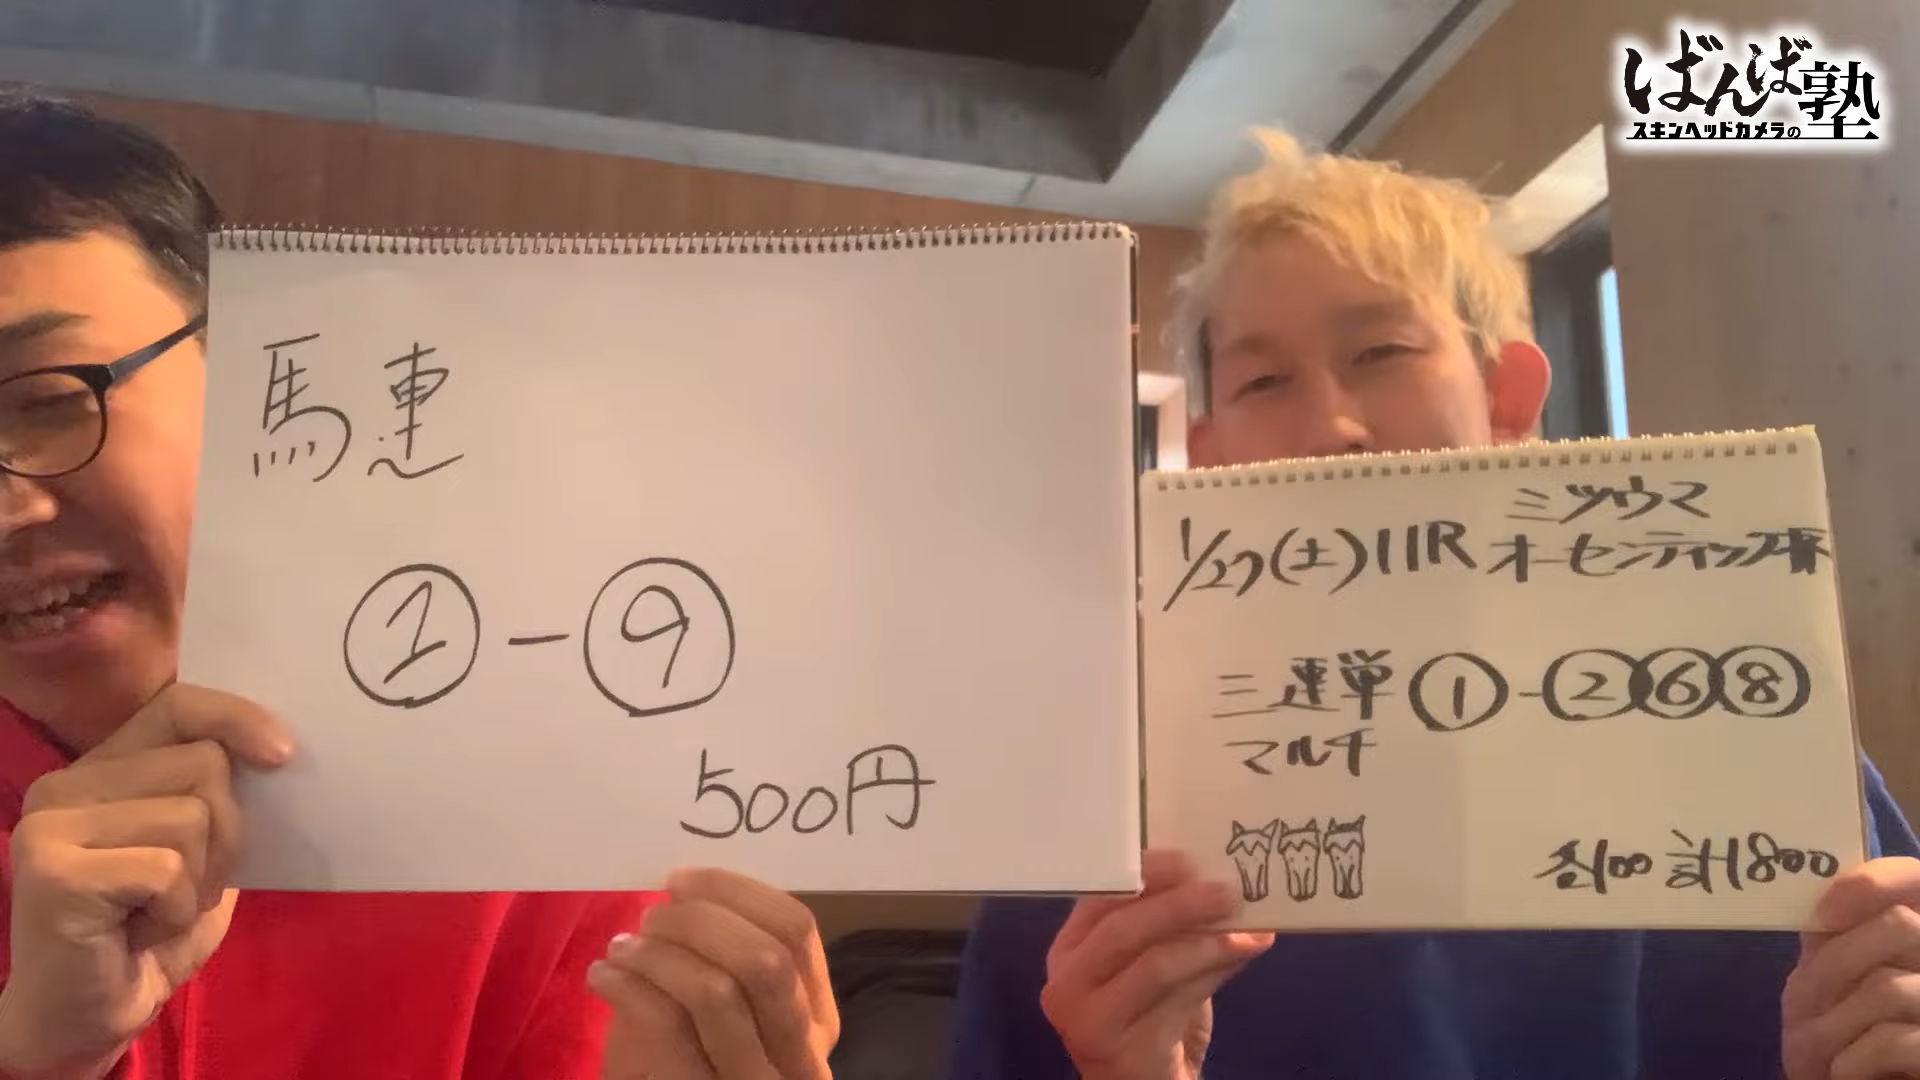 ばんば塾
スキンヘッドカメラの
馬連
①-⑨
500円
1/27(土)11R ミツウマ
オーセンティック賞
三連単 ①-②⑥⑧
マルチ
各100 計1800